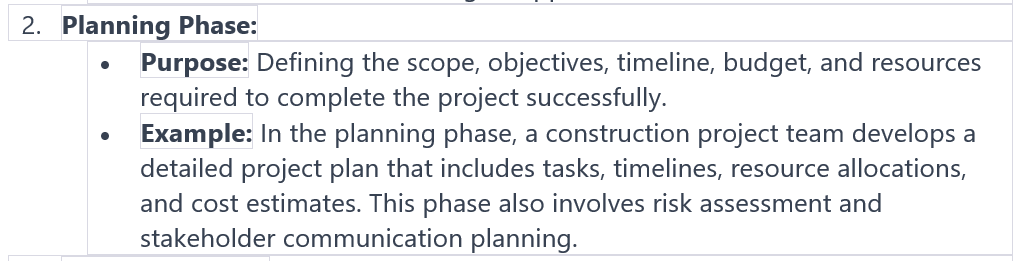 2. Planning Phase:
• Purpose: Defining the scope, objectives, timeline, budget, and resources
required to complete the project successfully.
• Example: In the planning phase, a construction project team develops a
detailed project plan that includes tasks, timelines, resource allocations,
and cost estimates. This phase also involves risk assessment and
stakeholder communication planning.